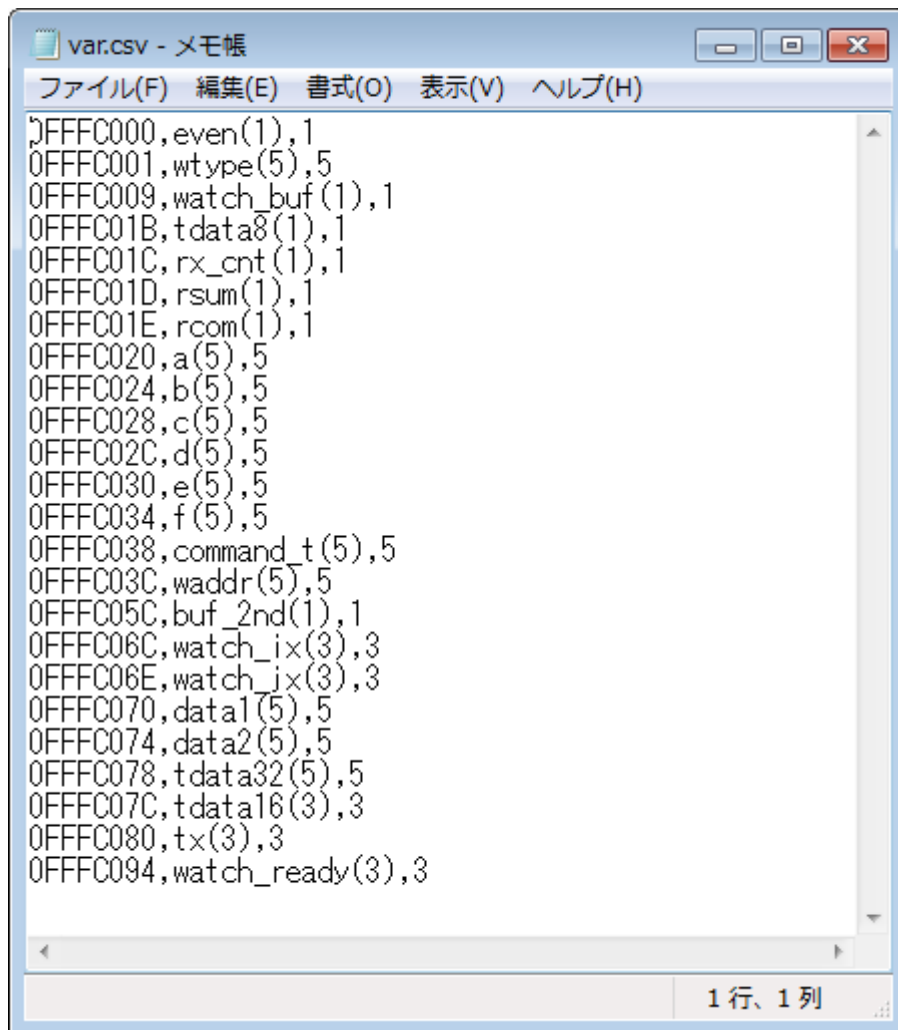 var.csv - メモ帳
ファイル(F) 編集(E) 書式(O) 表示(V) ヘルプ(H)
0FFFC000,even(1),1
0FFFC001,wtype(5),5
0FFFC009,watch_buf(1),1
0FFFC01B,tdata8(1),1
0FFFC01C,rx_cnt(1),1
0FFFC01D,rsum(1),1
0FFFC01E,rcom(1),1
0FFFC020,a(5),5
0FFFC024,b(5),5
0FFFC028,c(5),5
0FFFC02C,d(5),5
0FFFC030,e(5),5
0FFFC034,f(5),5
0FFFC038,command_t(5),5
0FFFC03C,waddr(5),5
0FFFC05C,buf_2nd(1),1
0FFFC06C,watch_ix(3),3
0FFFC06E,watch_jx(3),3
0FFFC070,data1(5),5
0FFFC074,data2(5),5
0FFFC078,tdata32(5),5
0FFFC07C,tdata16(3),3
0FFFC080,tx(3),3
0FFFC094,watch_ready(3),3
1 行、1 列